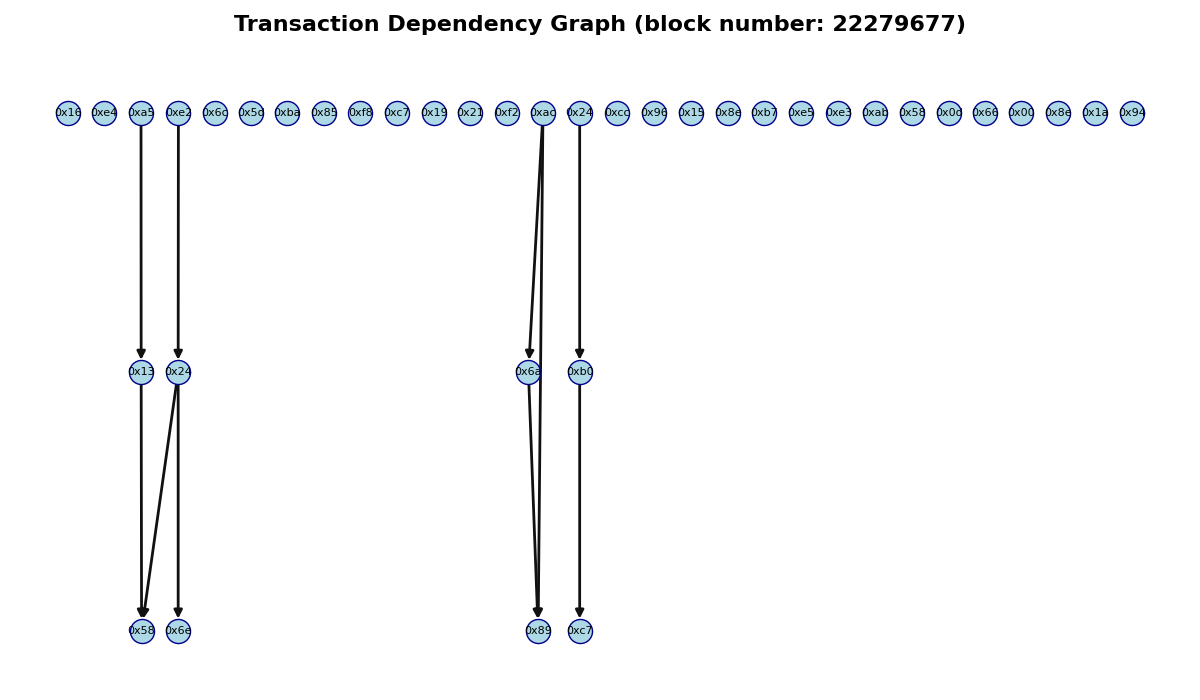 Transaction Dependency Graph (block number: 22279677)
0x16 0xe4 0xa5 0xe2 0x6c 0x5d 0xba 0x85 0xf8 0xc7 0x19 0x21 0xf2 0xac 0x24 0xcc 0x96 0x15 0x8e 0xb7 0xe5 0xe3 0xab 0x58 0x0d 0x66 0x00 0x8e 0x1a 0x94
0x13 0x24 0x6a 0xb0
0x58 0x6e 0x89 0xc7